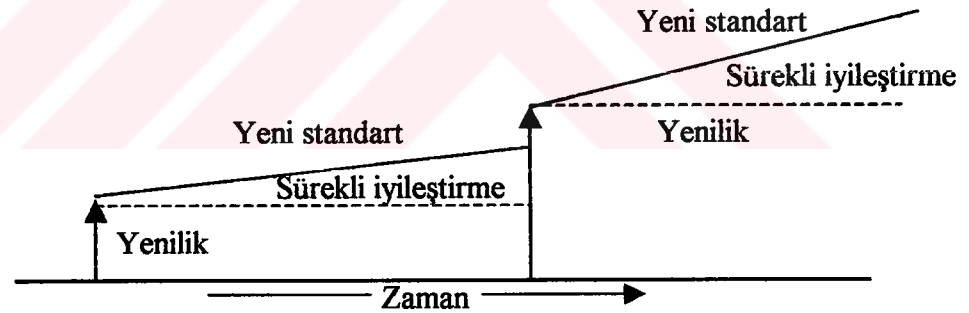 Yeni standart
Sürekli iyileştirme
Yeni standart
Yenilik
Sürekli iyileştirme
Yenilik
Zaman